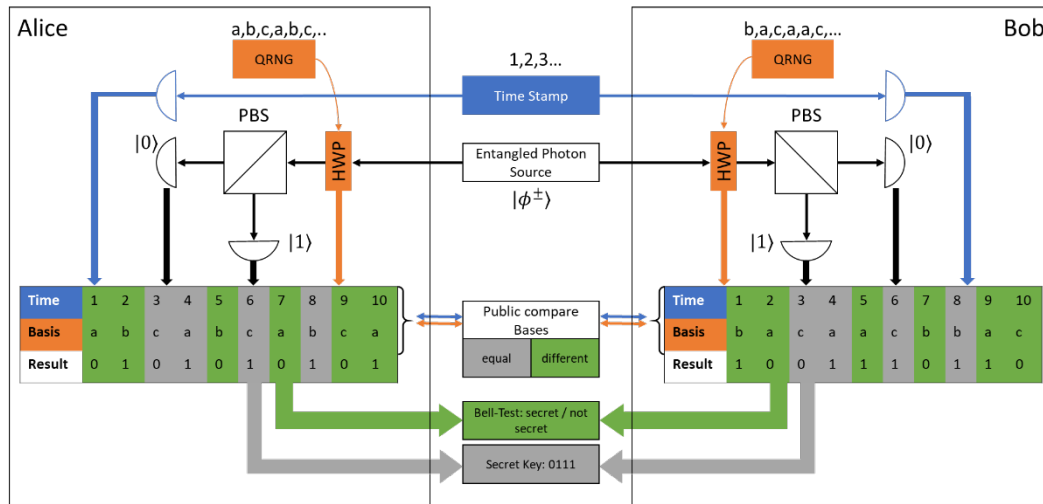 Alice
Bob
a,b,c,a,b,c,..
1,2,3...
b,a,c,a,a,c,...
QRNG
Time Stamp
QRNG
PBS
PBS
|0⟩
HWP
Entangled Photon
Source
HWP
|0⟩
|ϕ±⟩
|1⟩
|1⟩
Time 1 2 3 4 5 6 7 8 9 10
Basis a b c a b c a b c a
Result 0 1 0 1 0 1 0 1 0 1
Public compare
Bases
equal different
Time 1 2 3 4 5 6 7 8 9 10
Basis b a c a a c b b a c
Result 1 0 0 1 1 1 0 1 1 0
Bell-Test: secret / not
secret
Secret Key: 0111